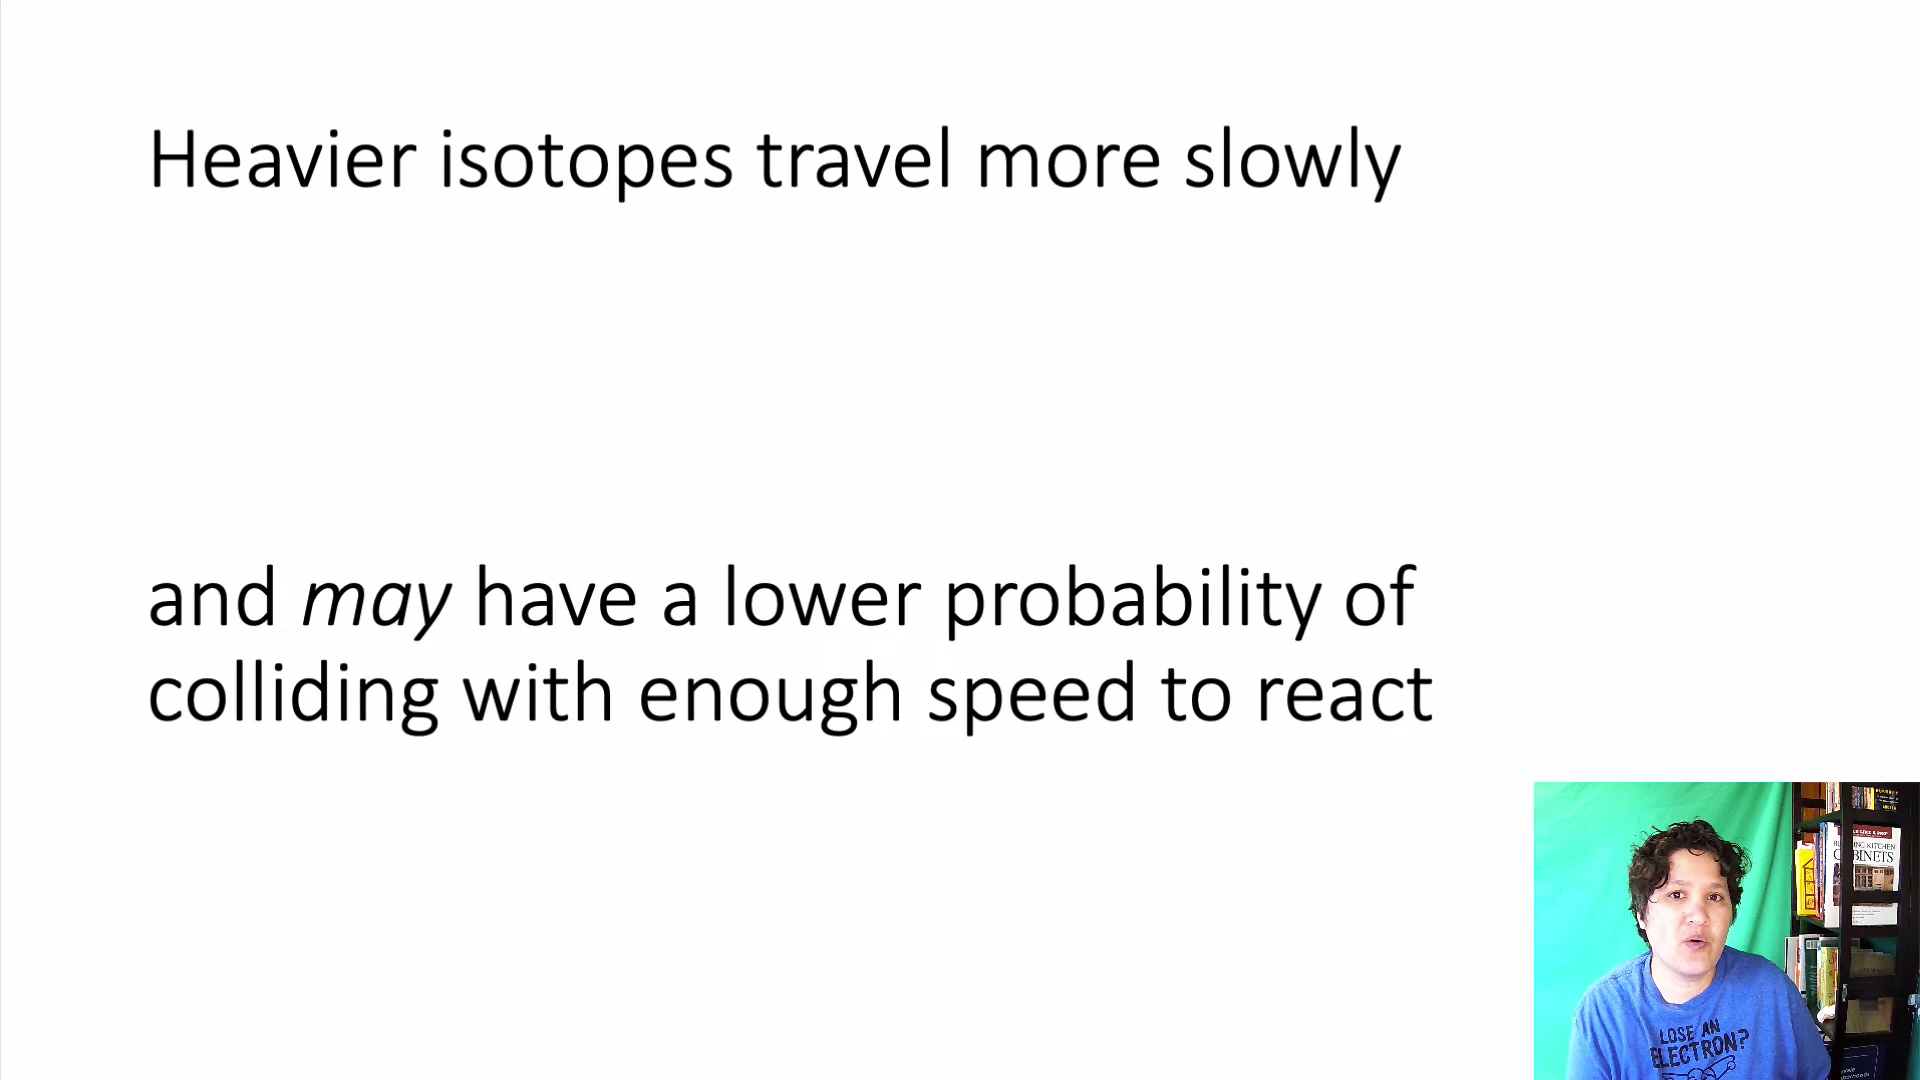 Heavier isotopes travel more slowly
and may have a lower probability of
colliding with enough speed to react
KITCHEN
LOSE AN
ELECTRON?